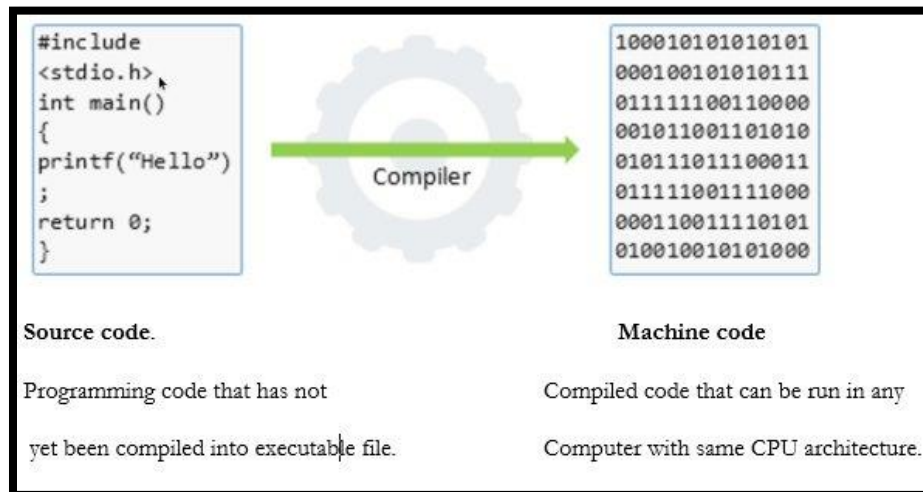 #include
<stdio.h>
int main()
{
printf(“Hello”)
;
return 0;
}
Compiler
100010101010101
000100101010111
011111100110000
001011001101010
010111011100011
011111001111000
000110011110101
010010010101000
Source code.
Programming code that has not
yet been compiled into executable file.
Machine code
Compiled code that can be run in any
Computer with same CPU architecture.